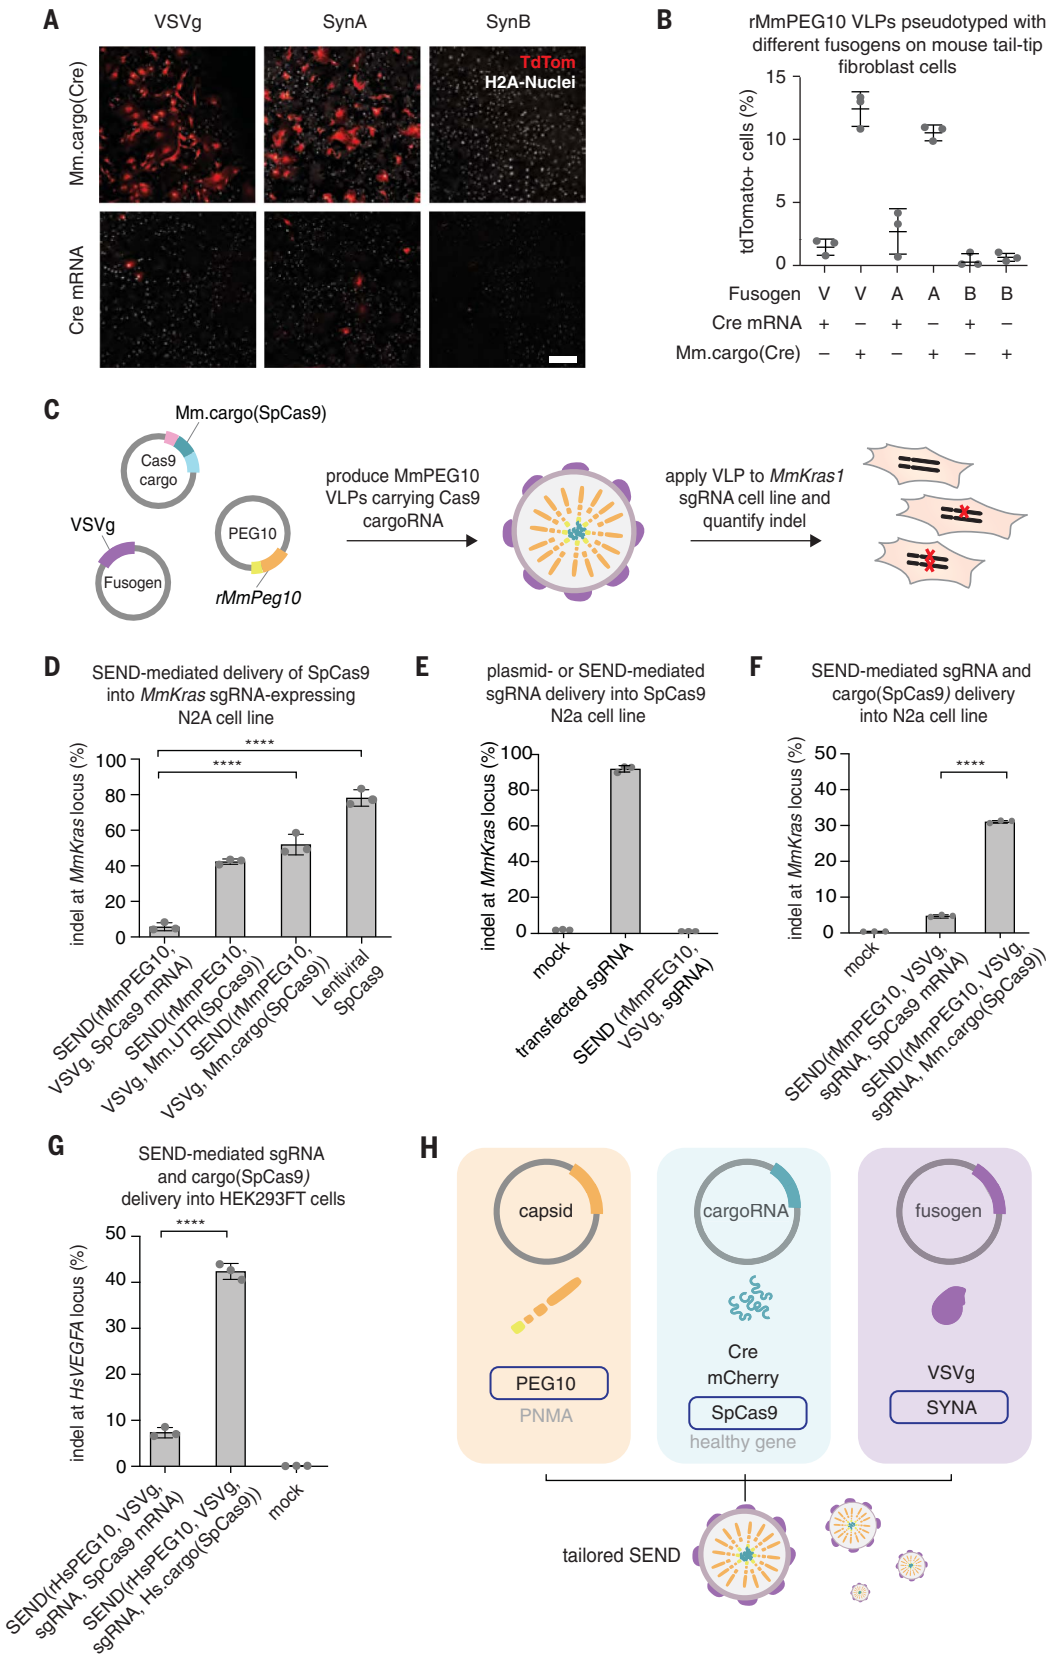 A
VSVg
SynA
SynB
Mm.cargo(Cre)
TdTom
H2A-Nuclei
Cre mRNA
B
rMmPEG10 VLPs pseudotyped with
different fusogens on mouse tail-tip
fibroblast cells
tdTomato+ cells (%)
15
10
5
0
Fusogen V V A A B B
Cre mRNA + – + – + –
Mm.cargo(Cre) – + – + – +
C
Mm.cargo(SpCas9)
Cas9
cargo
VSVg
Fusogen
PEG10
rMmPeg10
produce MmPEG10
VLPs carrying Cas9
cargoRNA
apply VLP to MmKras1
sgRNA cell line and
quantify indel
D
SEND-mediated delivery of SpCas9
into MmKras sgRNA-expressing
N2A cell line
indel at MmKras locus (%)
100
80
60
40
20
0
****
****
SEND(rMmPEG10,
VSVg, SpCas9 mRNA)
SEND(rMmPEG10,
VSVg, Mm.UTR(SpCas9))
SEND(rMmPEG10,
VSVg, Mm.cargo(SpCas9))
Lentiviral
SpCas9
E
plasmid- or SEND-mediated
sgRNA delivery into SpCas9
N2a cell line
indel at MmKras locus (%)
100
80
60
40
20
0
mock
transfected sgRNA
SEND (rMmPEG10,
VSVg, sgRNA)
F
SEND-mediated sgRNA and
cargo(SpCas9) delivery
into N2a cell line
indel at MmKras locus (%)
50
40
30
20
10
0
****
mock
SEND(rMmPEG10, VSVg,
sgRNA, SpCas9 mRNA)
SEND(rMmPEG10, VSVg,
sgRNA, Mm.cargo(SpCas9))
G
SEND-mediated sgRNA
and cargo(SpCas9)
delivery into HEK293FT cells
indel at HsVEGFA locus (%)
50
40
30
20
10
0
****
SEND(rHsPEG10, VSVg,
sgRNA, SpCas9 mRNA)
SEND(rHsPEG10, VSVg,
sgRNA, Hs.cargo(SpCas9))
mock
H
capsid
PEG10
PNMA
cargoRNA
Cre
mCherry
SpCas9
healthy gene
fusogen
VSVg
SYNA
tailored SEND